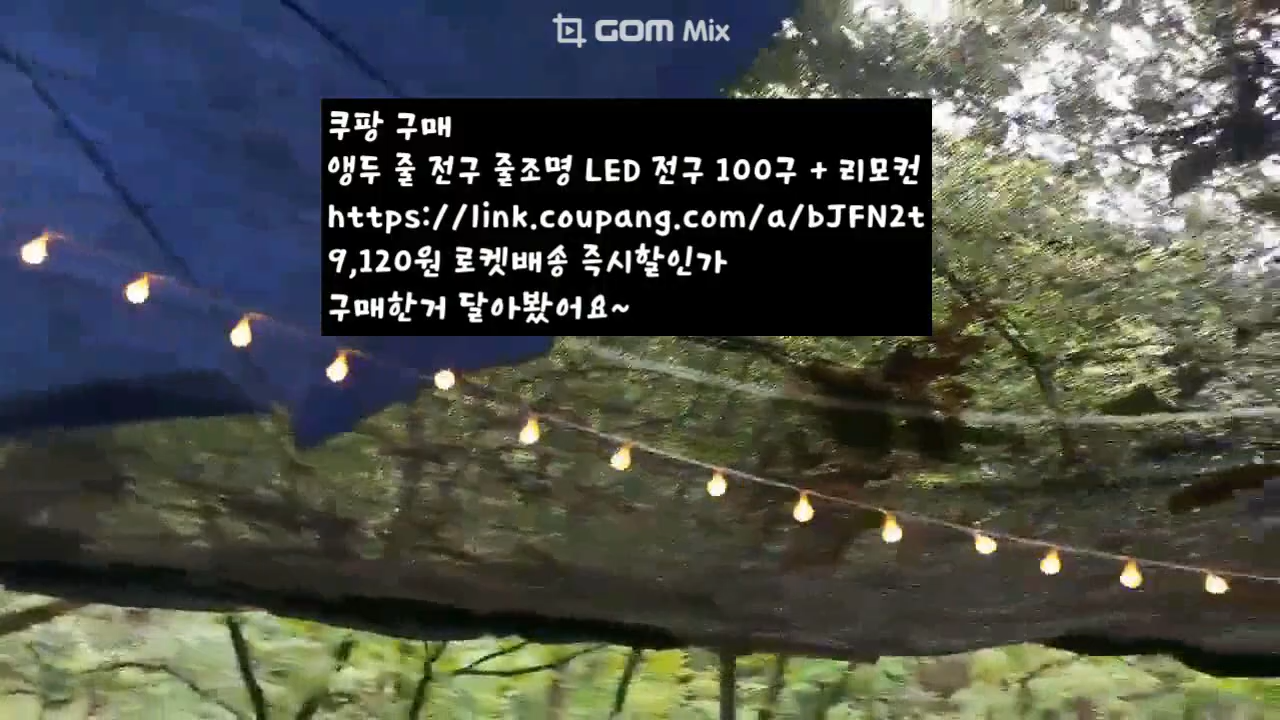 GOM Mix
쿠팡 구매
앵두 줄 전구 줄조명 LED 전구 100구 + 리모컨
https://link.coupang.com/a/bJFN2t
9,120원 로켓배송 즉시할인가
구매한거 달아봤어요~